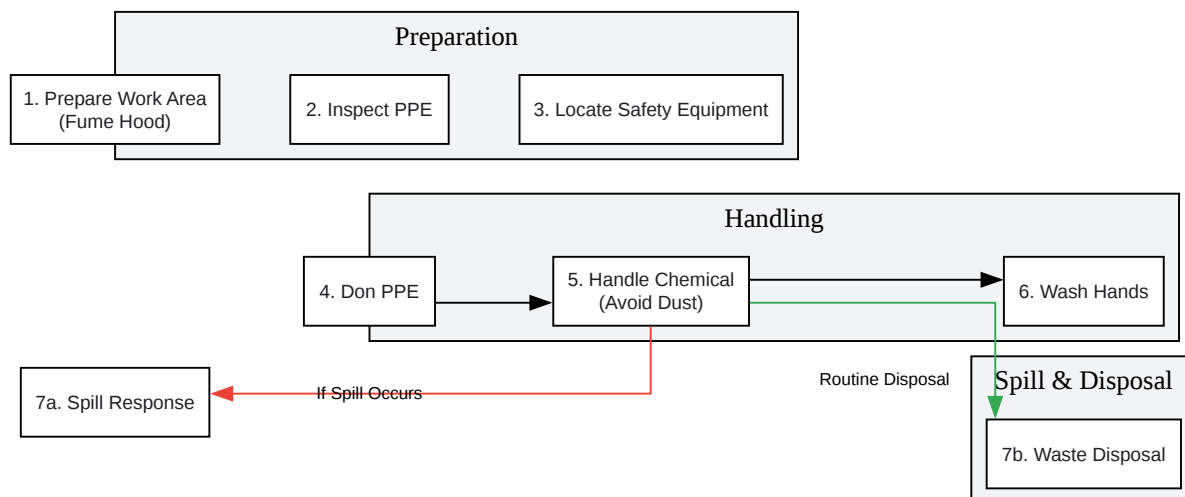 Preparation
1. Prepare Work Area
(Fume Hood)
2. Inspect PPE
3. Locate Safety Equipment
Handling
4. Don PPE
5. Handle Chemical
(Avoid Dust)
6. Wash Hands
If Spill Occurs
Routine Disposal
7a. Spill Response
Spill & Disposal
7b. Waste Disposal